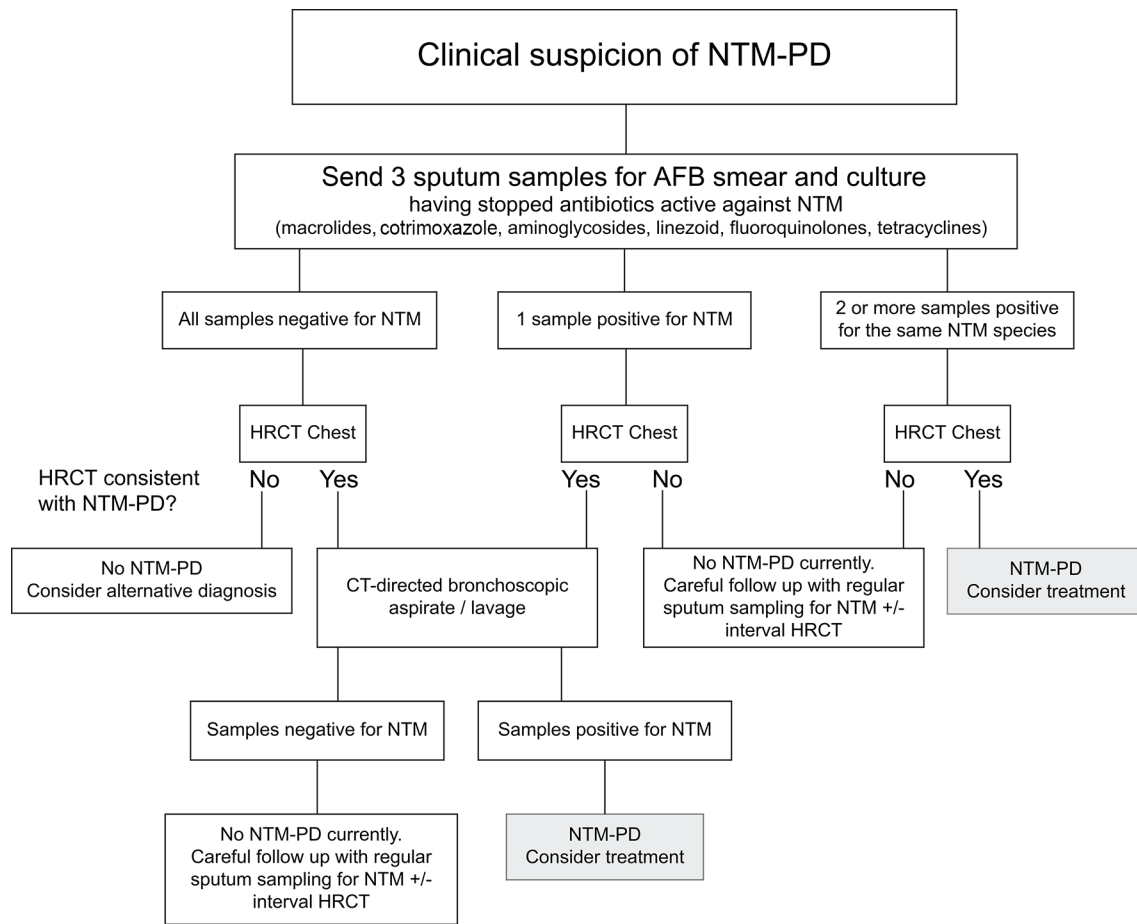 Clinical suspicion of NTM-PD
Send 3 sputum samples for AFB smear and culture
having stopped antibiotics active against NTM
(macrolides, cotrimoxazole, aminoglycosides, linezoid, fluoroquinolones, tetracyclines)
All samples negative for NTM
1 sample positive for NTM
2 or more samples positive
for the same NTM species
HRCT Chest
HRCT Chest
HRCT Chest
HRCT consistent
with NTM-PD?
No
Yes
Yes
No
No
Yes
No NTM-PD
Consider alternative diagnosis
CT-directed bronchoscopic
aspirate / lavage
No NTM-PD currently.
Careful follow up with regular
sputum sampling for NTM +/-
interval HRCT
NTM-PD
Consider treatment
Samples negative for NTM
Samples positive for NTM
No NTM-PD currently.
Careful follow up with regular
sputum sampling for NTM +/-
interval HRCT
NTM-PD
Consider treatment